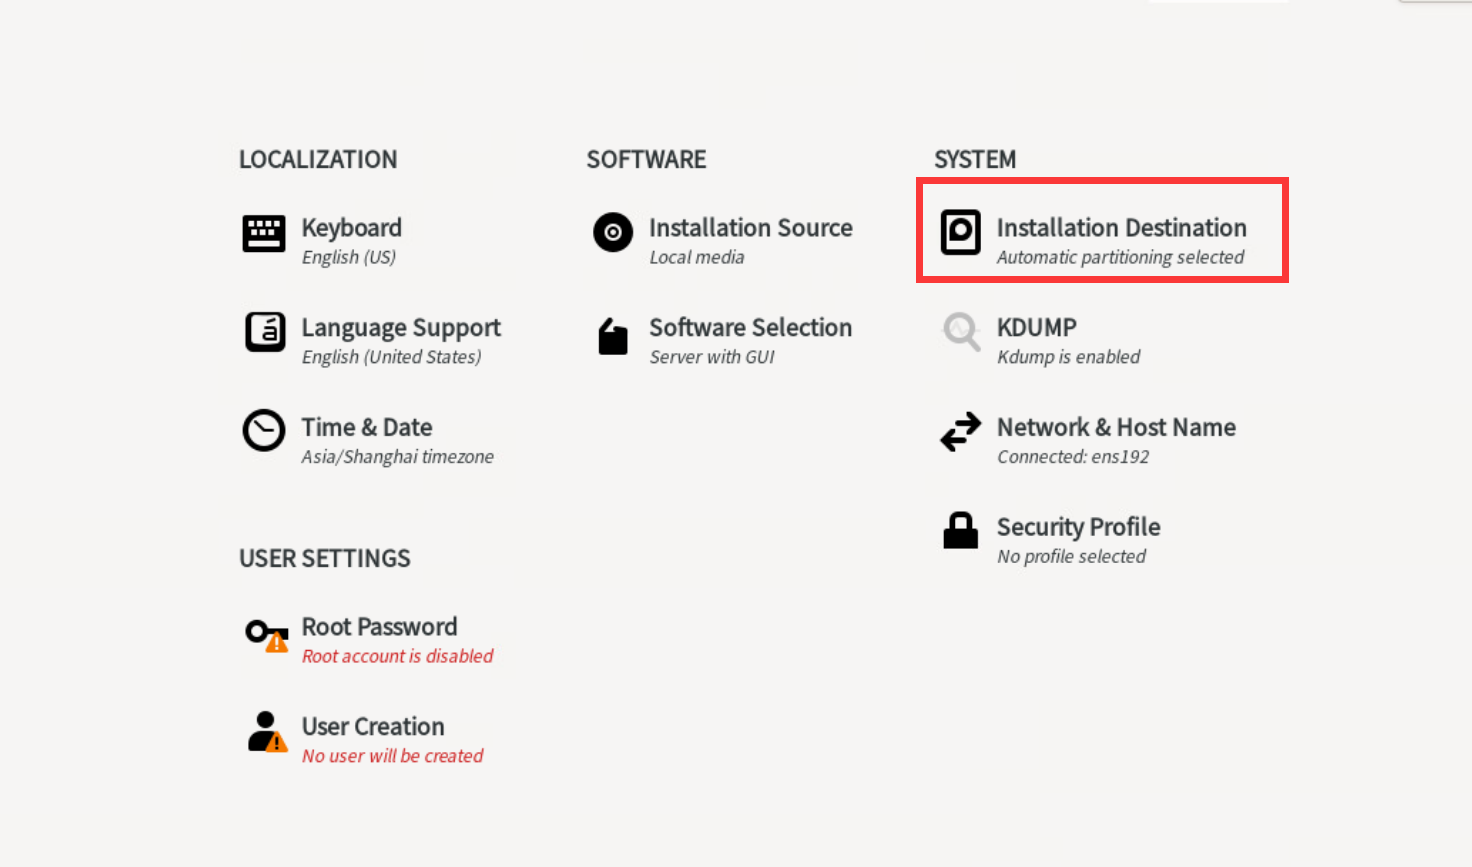 LOCALIZATION
Keyboard
English (US)
Language Support
English (United States)
Time & Date
Asia/Shanghai timezone
SOFTWARE
Installation Source
Local media
Software Selection
Server with GUI
SYSTEM
Installation Destination
Automatic partitioning selected
KDUMP
Kdump is enabled
Network & Host Name
Connected: ens192
Security Profile
No profile selected
USER SETTINGS
Root Password
Root account is disabled
User Creation
No user will be created